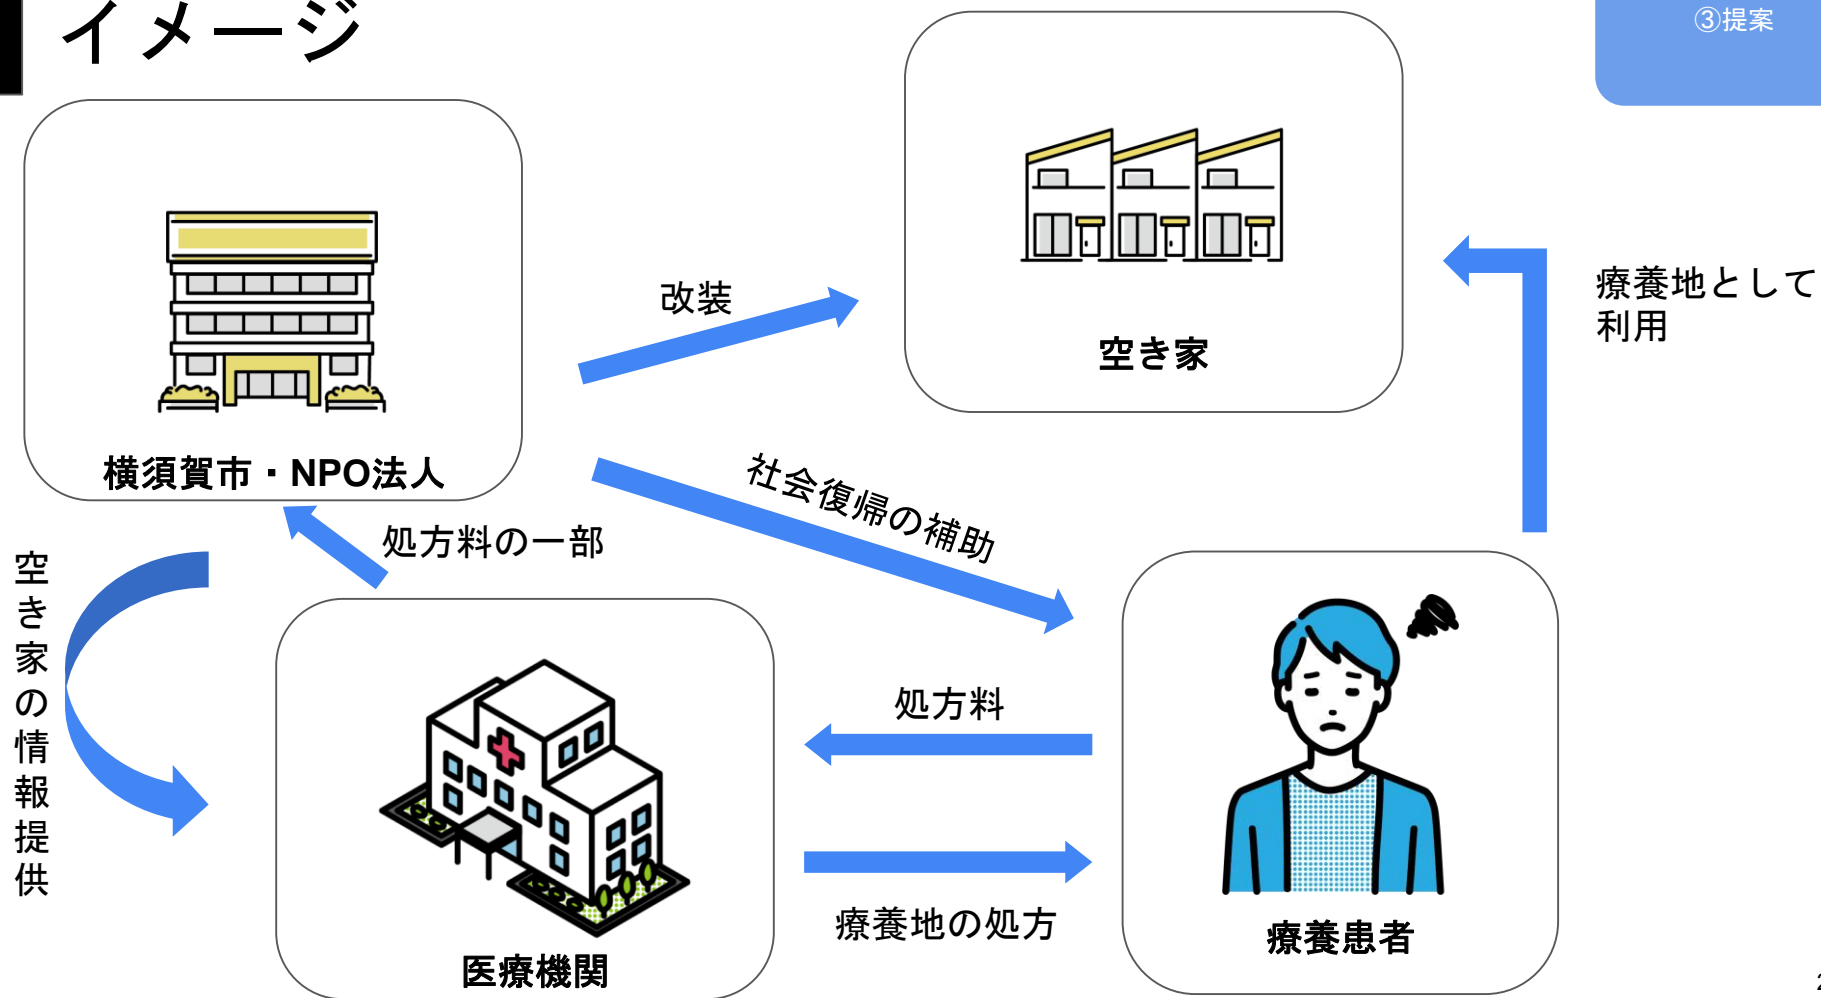 イメージ
③提案
改装
空き家
療養地として
利用
横須賀市・NPO法人
社会復帰の補助
処方料の一部
空き家の情報提供
処方料
療養地の処方
療養患者
医療機関